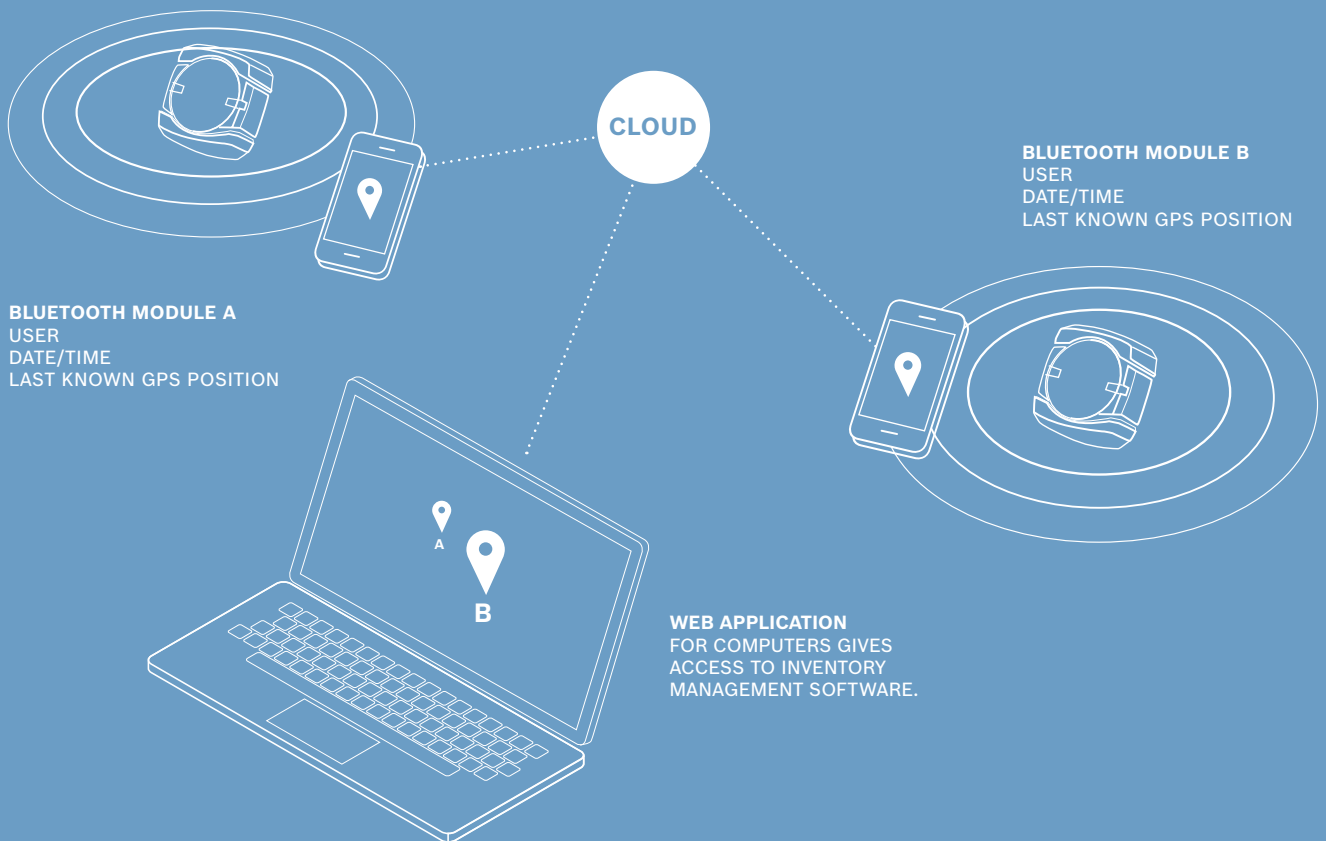 CLOUD
BLUETOOTH MODULE B
USER
DATE/TIME
LAST KNOWN GPS POSITION
BLUETOOTH MODULE A
USER
DATE/TIME
LAST KNOWN GPS POSITION
A
B
WEB APPLICATION
FOR COMPUTERS GIVES
ACCESS TO INVENTORY
MANAGEMENT SOFTWARE.